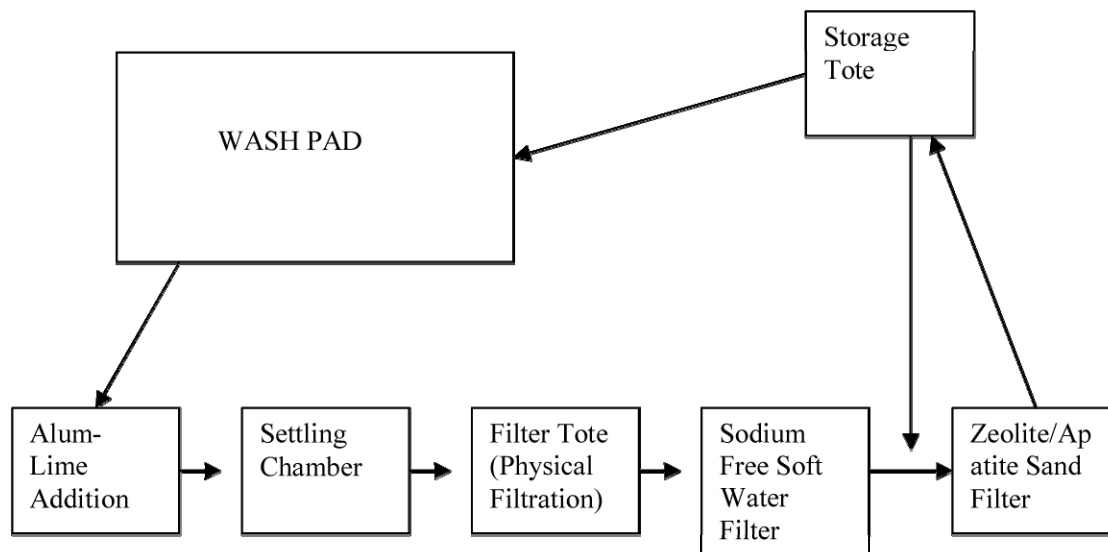 Storage
Tote
WASH PAD
Alum-
Lime
Addition
Settling
Chamber
Filter Tote
(Physical
Filtration)
Sodium
Free Soft
Water
Filter
Zeolite/Ap
atite Sand
Filter